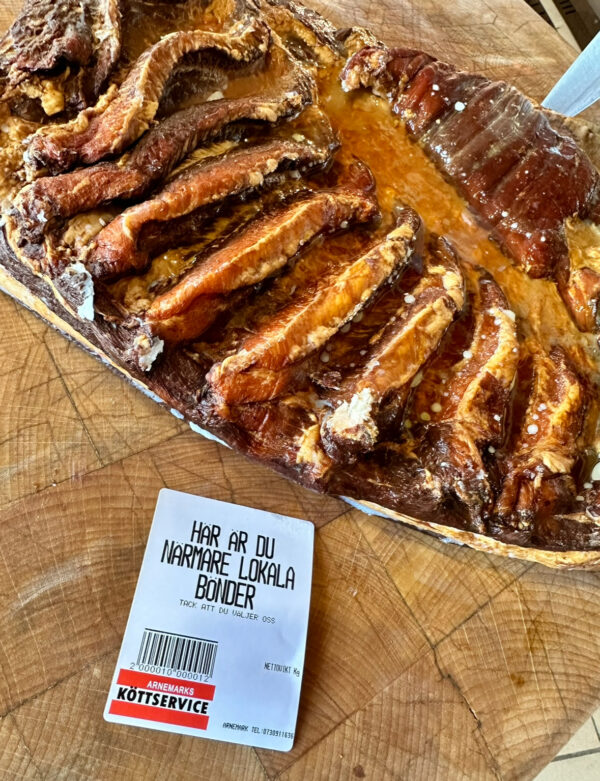 HÄR ÄR DU
NÄRMARE LOKALA
BÖNDER
TACK ATT DU VÄLJER OSS
2 000010 000012
NETTOVIKT Kg
ARNEMARKS
KÖTTSERVICE
ARNEMARK TEL:0730911636